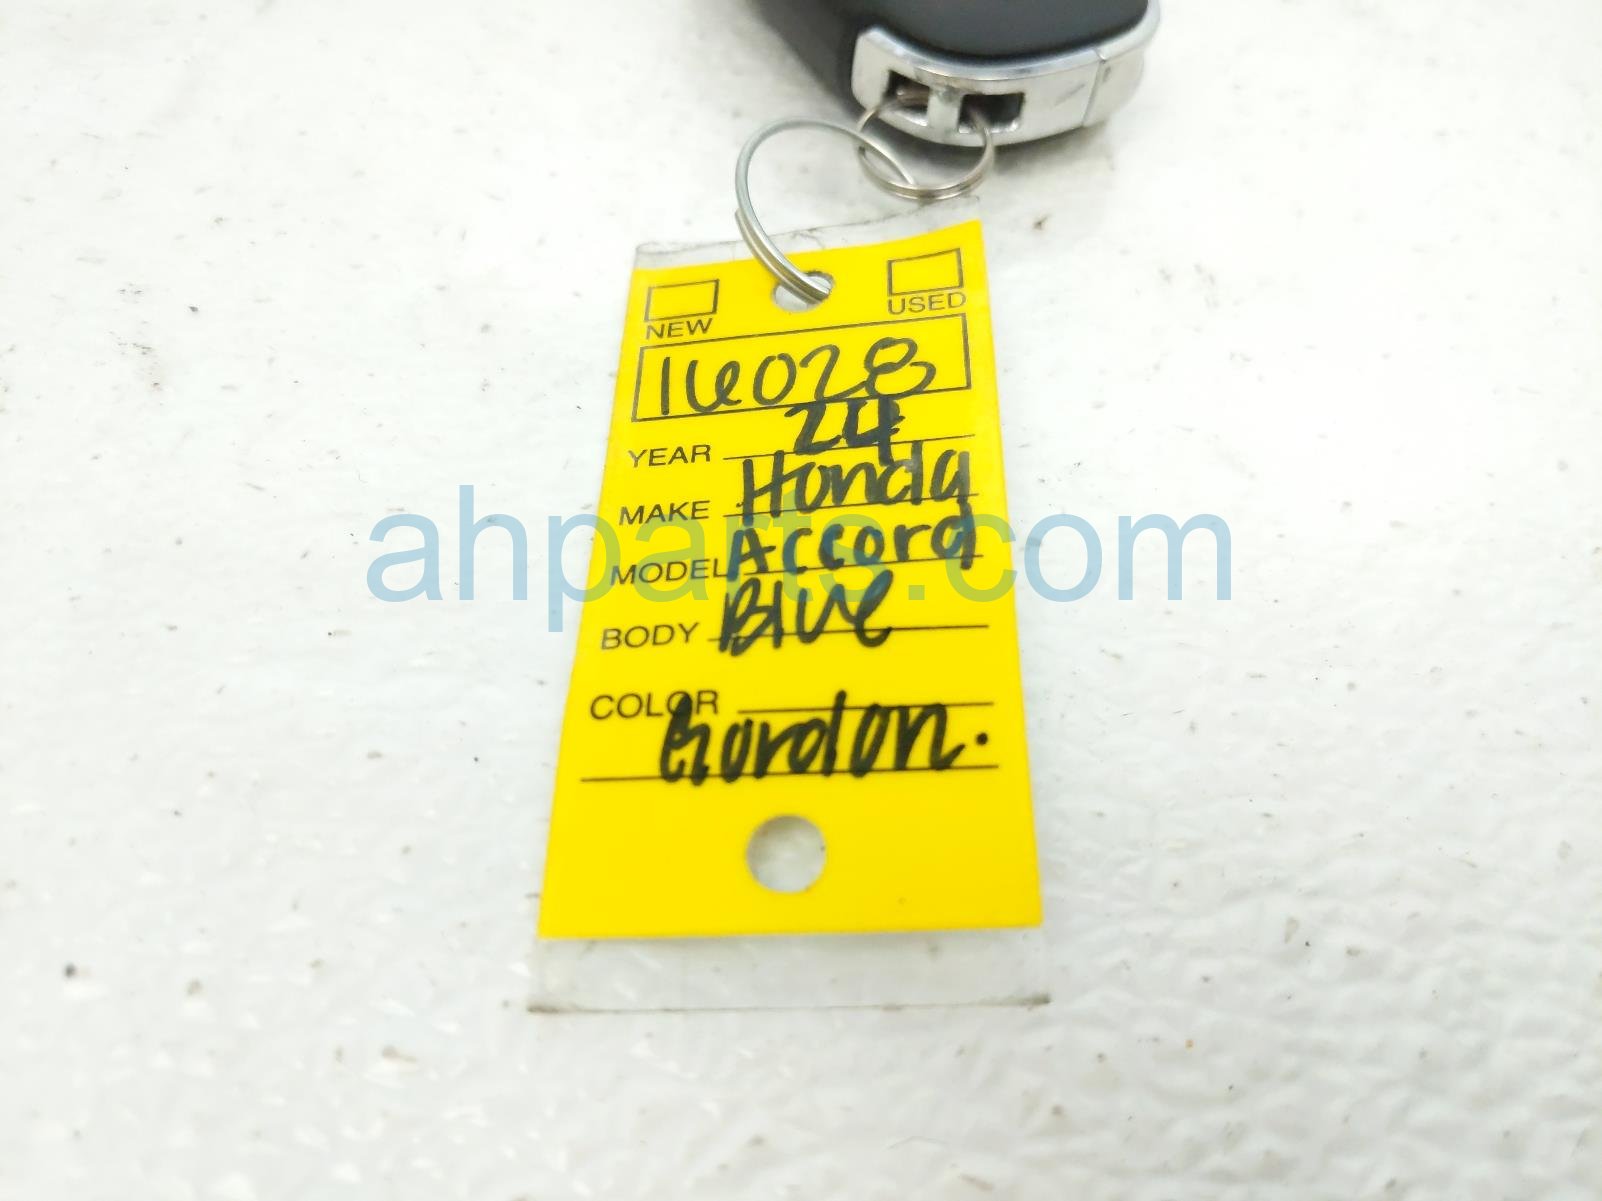 NEW USED
16028
YEAR 24
MAKE Honda
ahparts.com
MODEL Accord
BODY Blue
COLOR
Gordon.